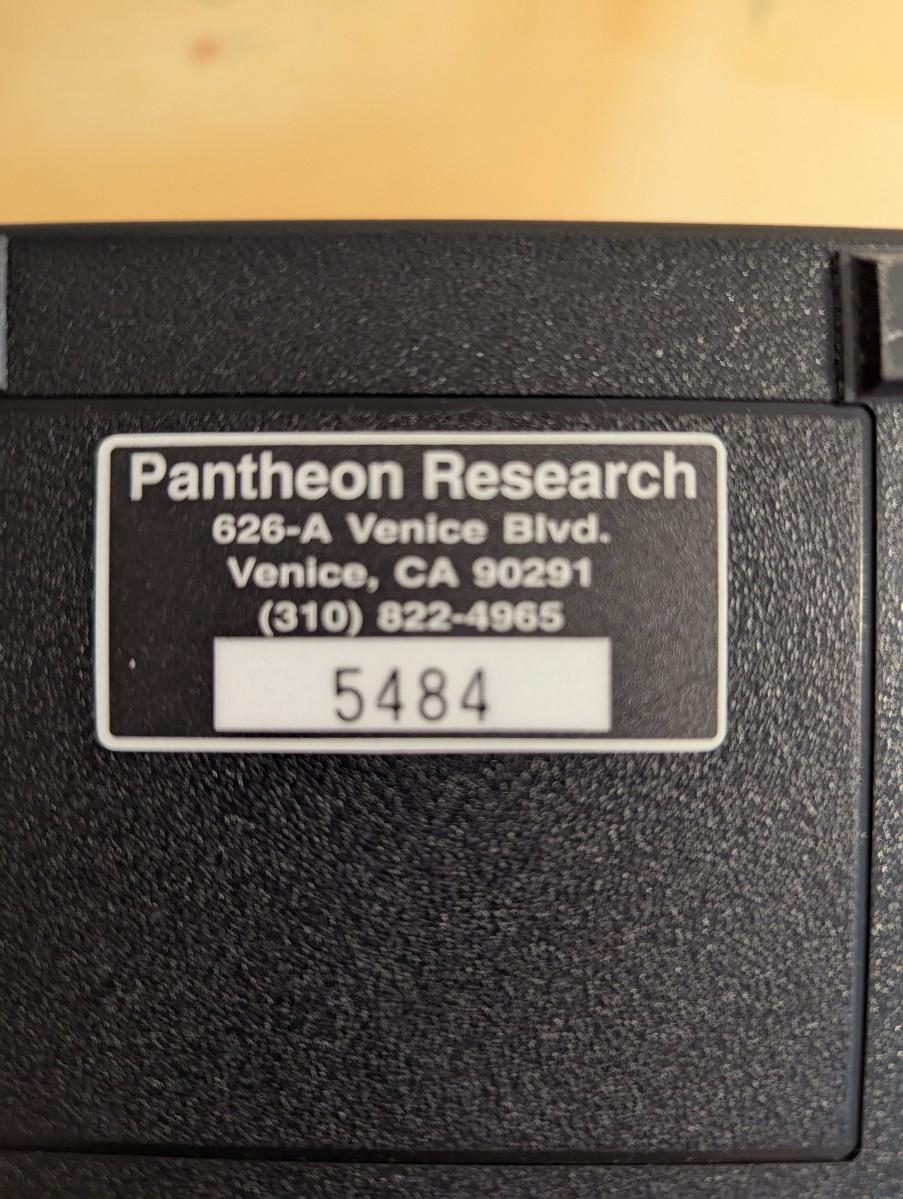 Pantheon Research
626-A Venice Blvd.
Venice, CA 90291
(310) 822-4965
5484